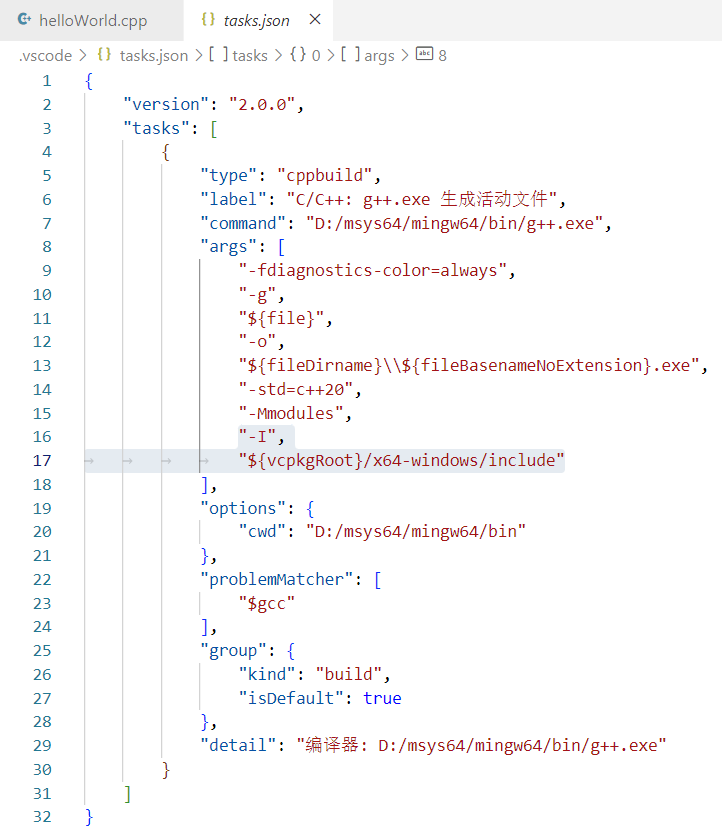 helloWorld.cpp
tasks.json
.vscode > {} tasks.json > [ ] tasks > {} 0 > [ ] args > abc 8
1 {
2 "version": "2.0.0",
3 "tasks": [
4 {
5 "type": "cppbuild",
6 "label": "C/C++: g++.exe 生成活动文件",
7 "command": "D:/msys64/mingw64/bin/g++.exe",
8 "args": [
9 "-fdiagnostics-color=always",
10 "-g",
11 "${file}",
12 "-o",
13 "${fileDirname}\\${fileBasenameNoExtension}.exe",
14 "-std=c++20",
15 "-Mmodules",
16 "-I",
17 "${vcpkgRoot}/x64-windows/include"
18 ],
19 "options": {
20 "cwd": "D:/msys64/mingw64/bin"
21 },
22 "problemMatcher": [
23 "$gcc"
24 ],
25 "group": {
26 "kind": "build",
27 "isDefault": true
28 },
29 "detail": "编译器: D:/msys64/mingw64/bin/g++.exe"
30 }
31 ]
32 }